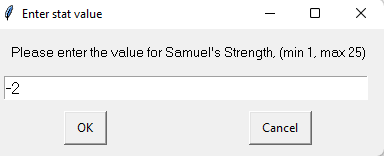 Enter stat value
Please enter the value for Samuel's Strength, (min 1, max 25)
-2
OK
Cancel